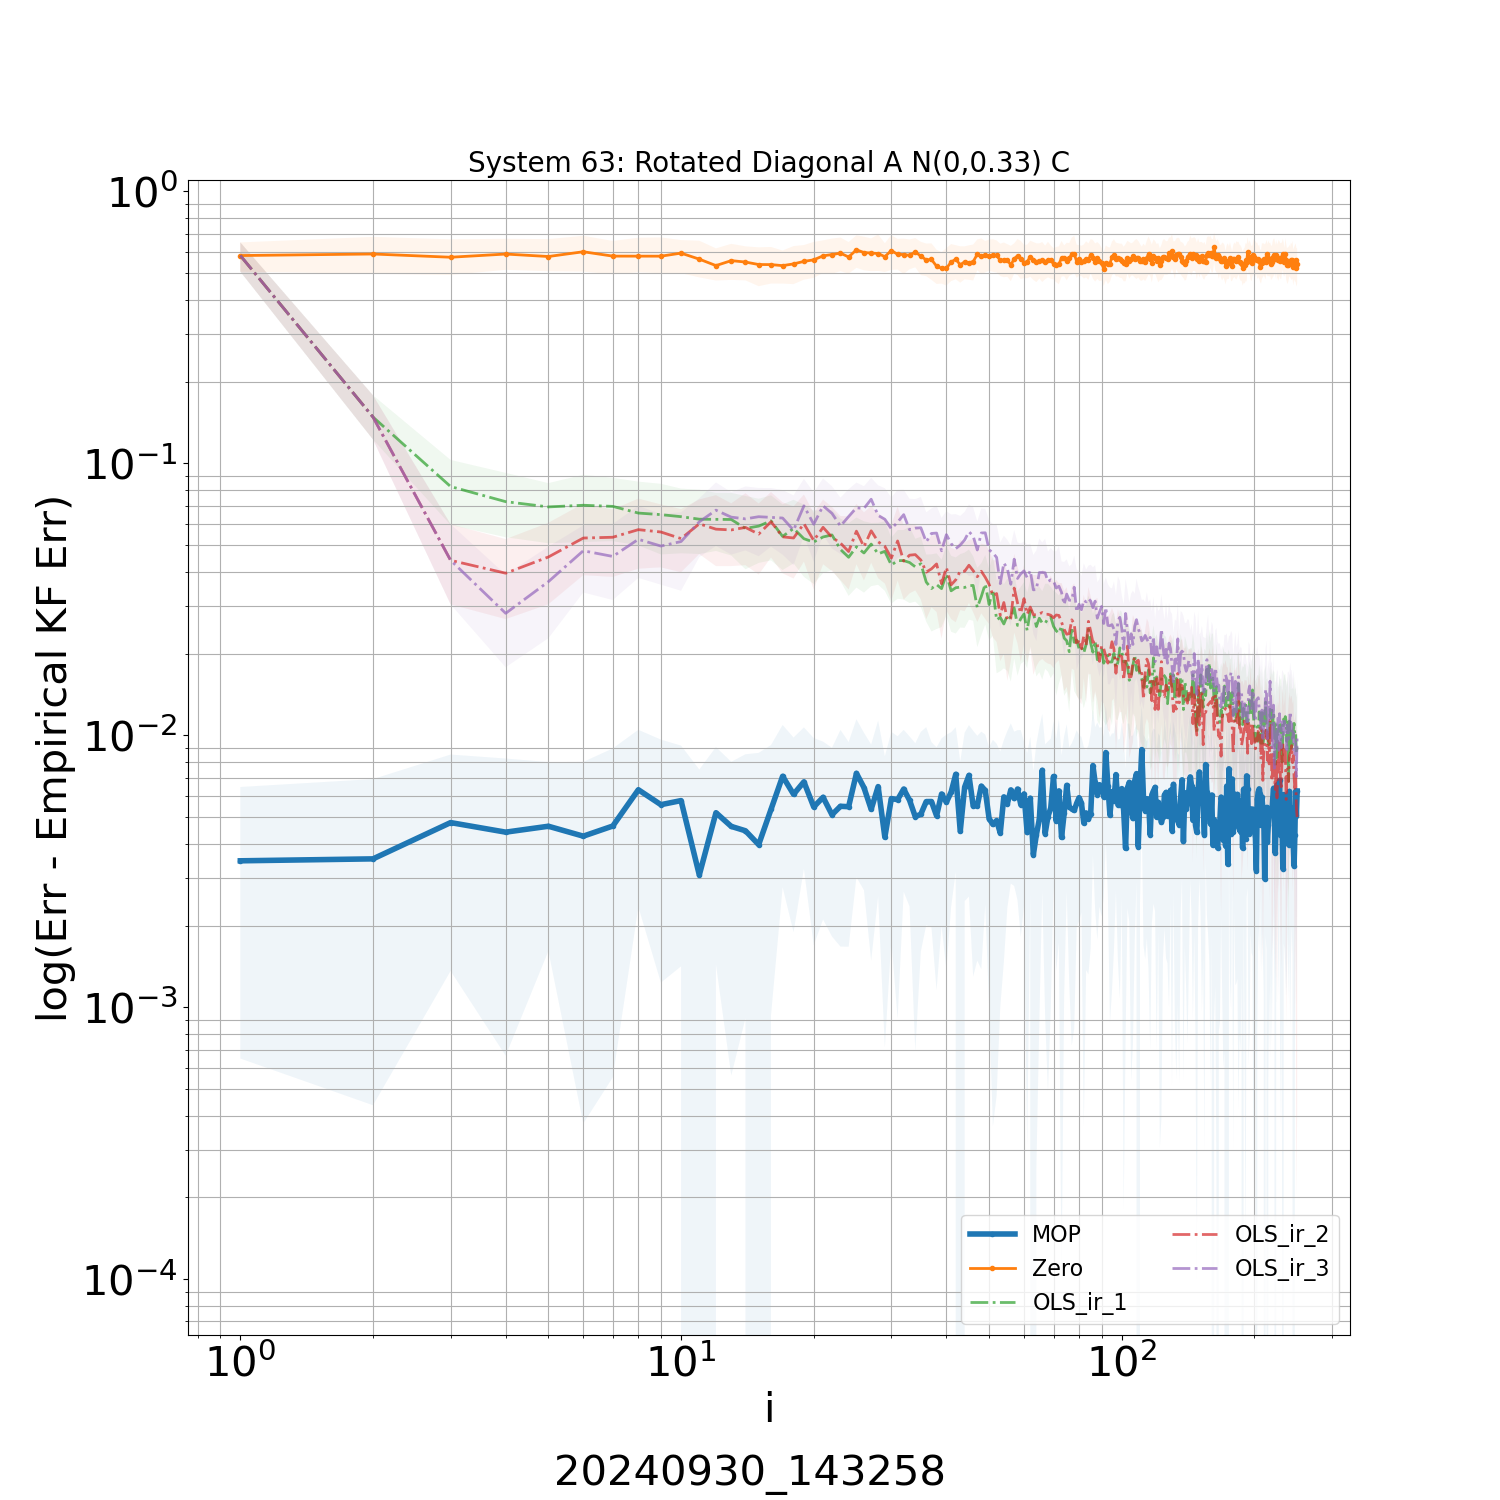 System 63: Rotated Diagonal A N(0,0.33) C
10⁰
10⁻¹
10⁻²
10⁻³
10⁻⁴
log(Err - Empirical KF Err)
MOP
Zero
OLS_ir_1
OLS_ir_2
OLS_ir_3
10⁰ 10¹ 10²
i
20240930_143258